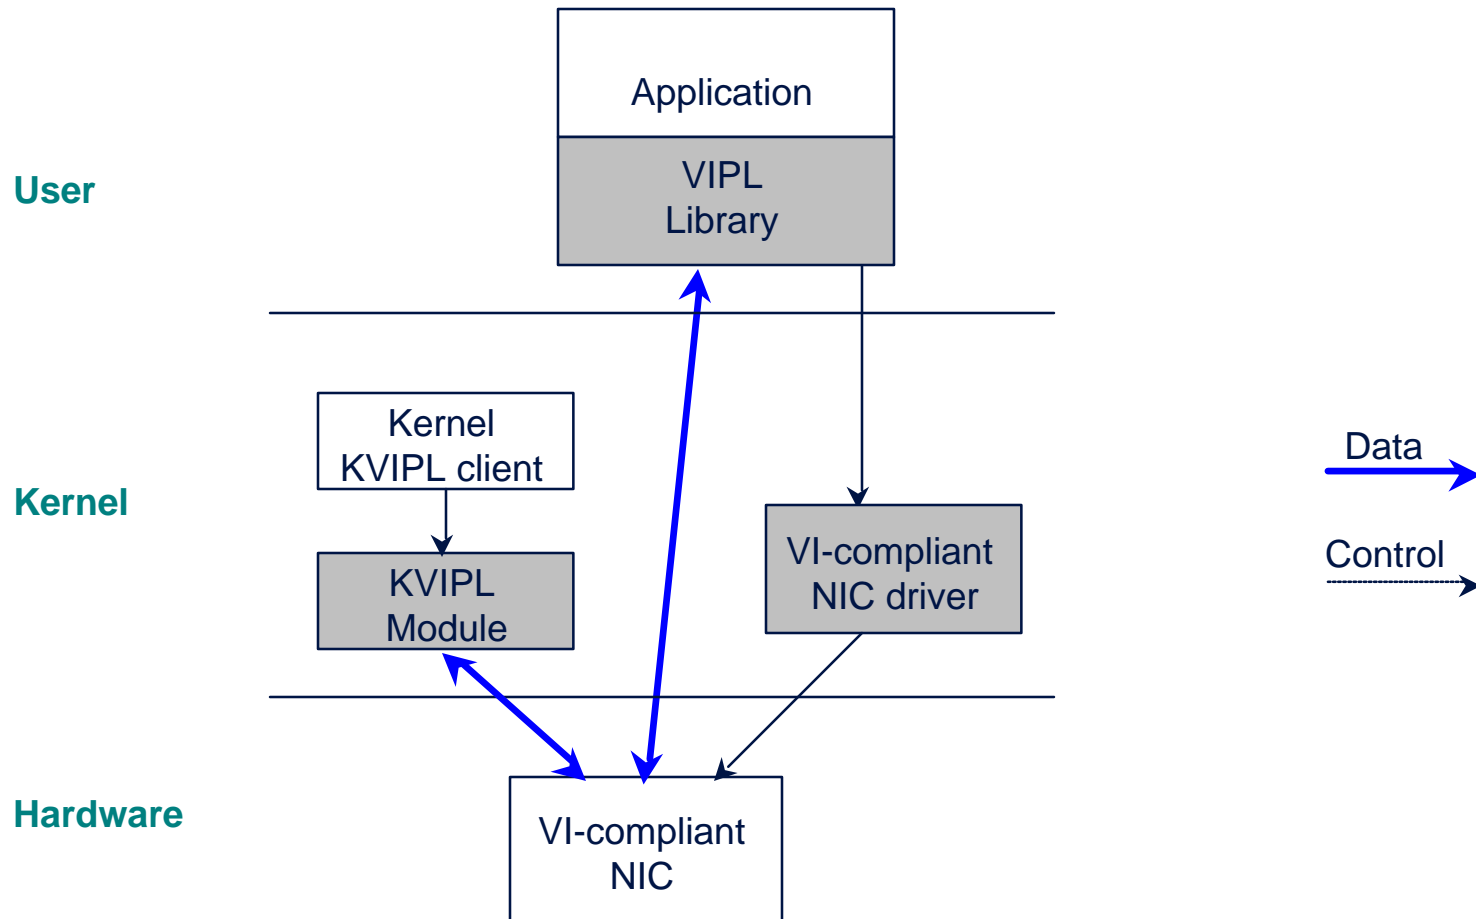 Application
VIPL
Library
User
Kernel
KVIPL client
Data
Kernel
VI-compliant
NIC driver
Control
KVIPL
Module
Hardware
VI-compliant
NIC